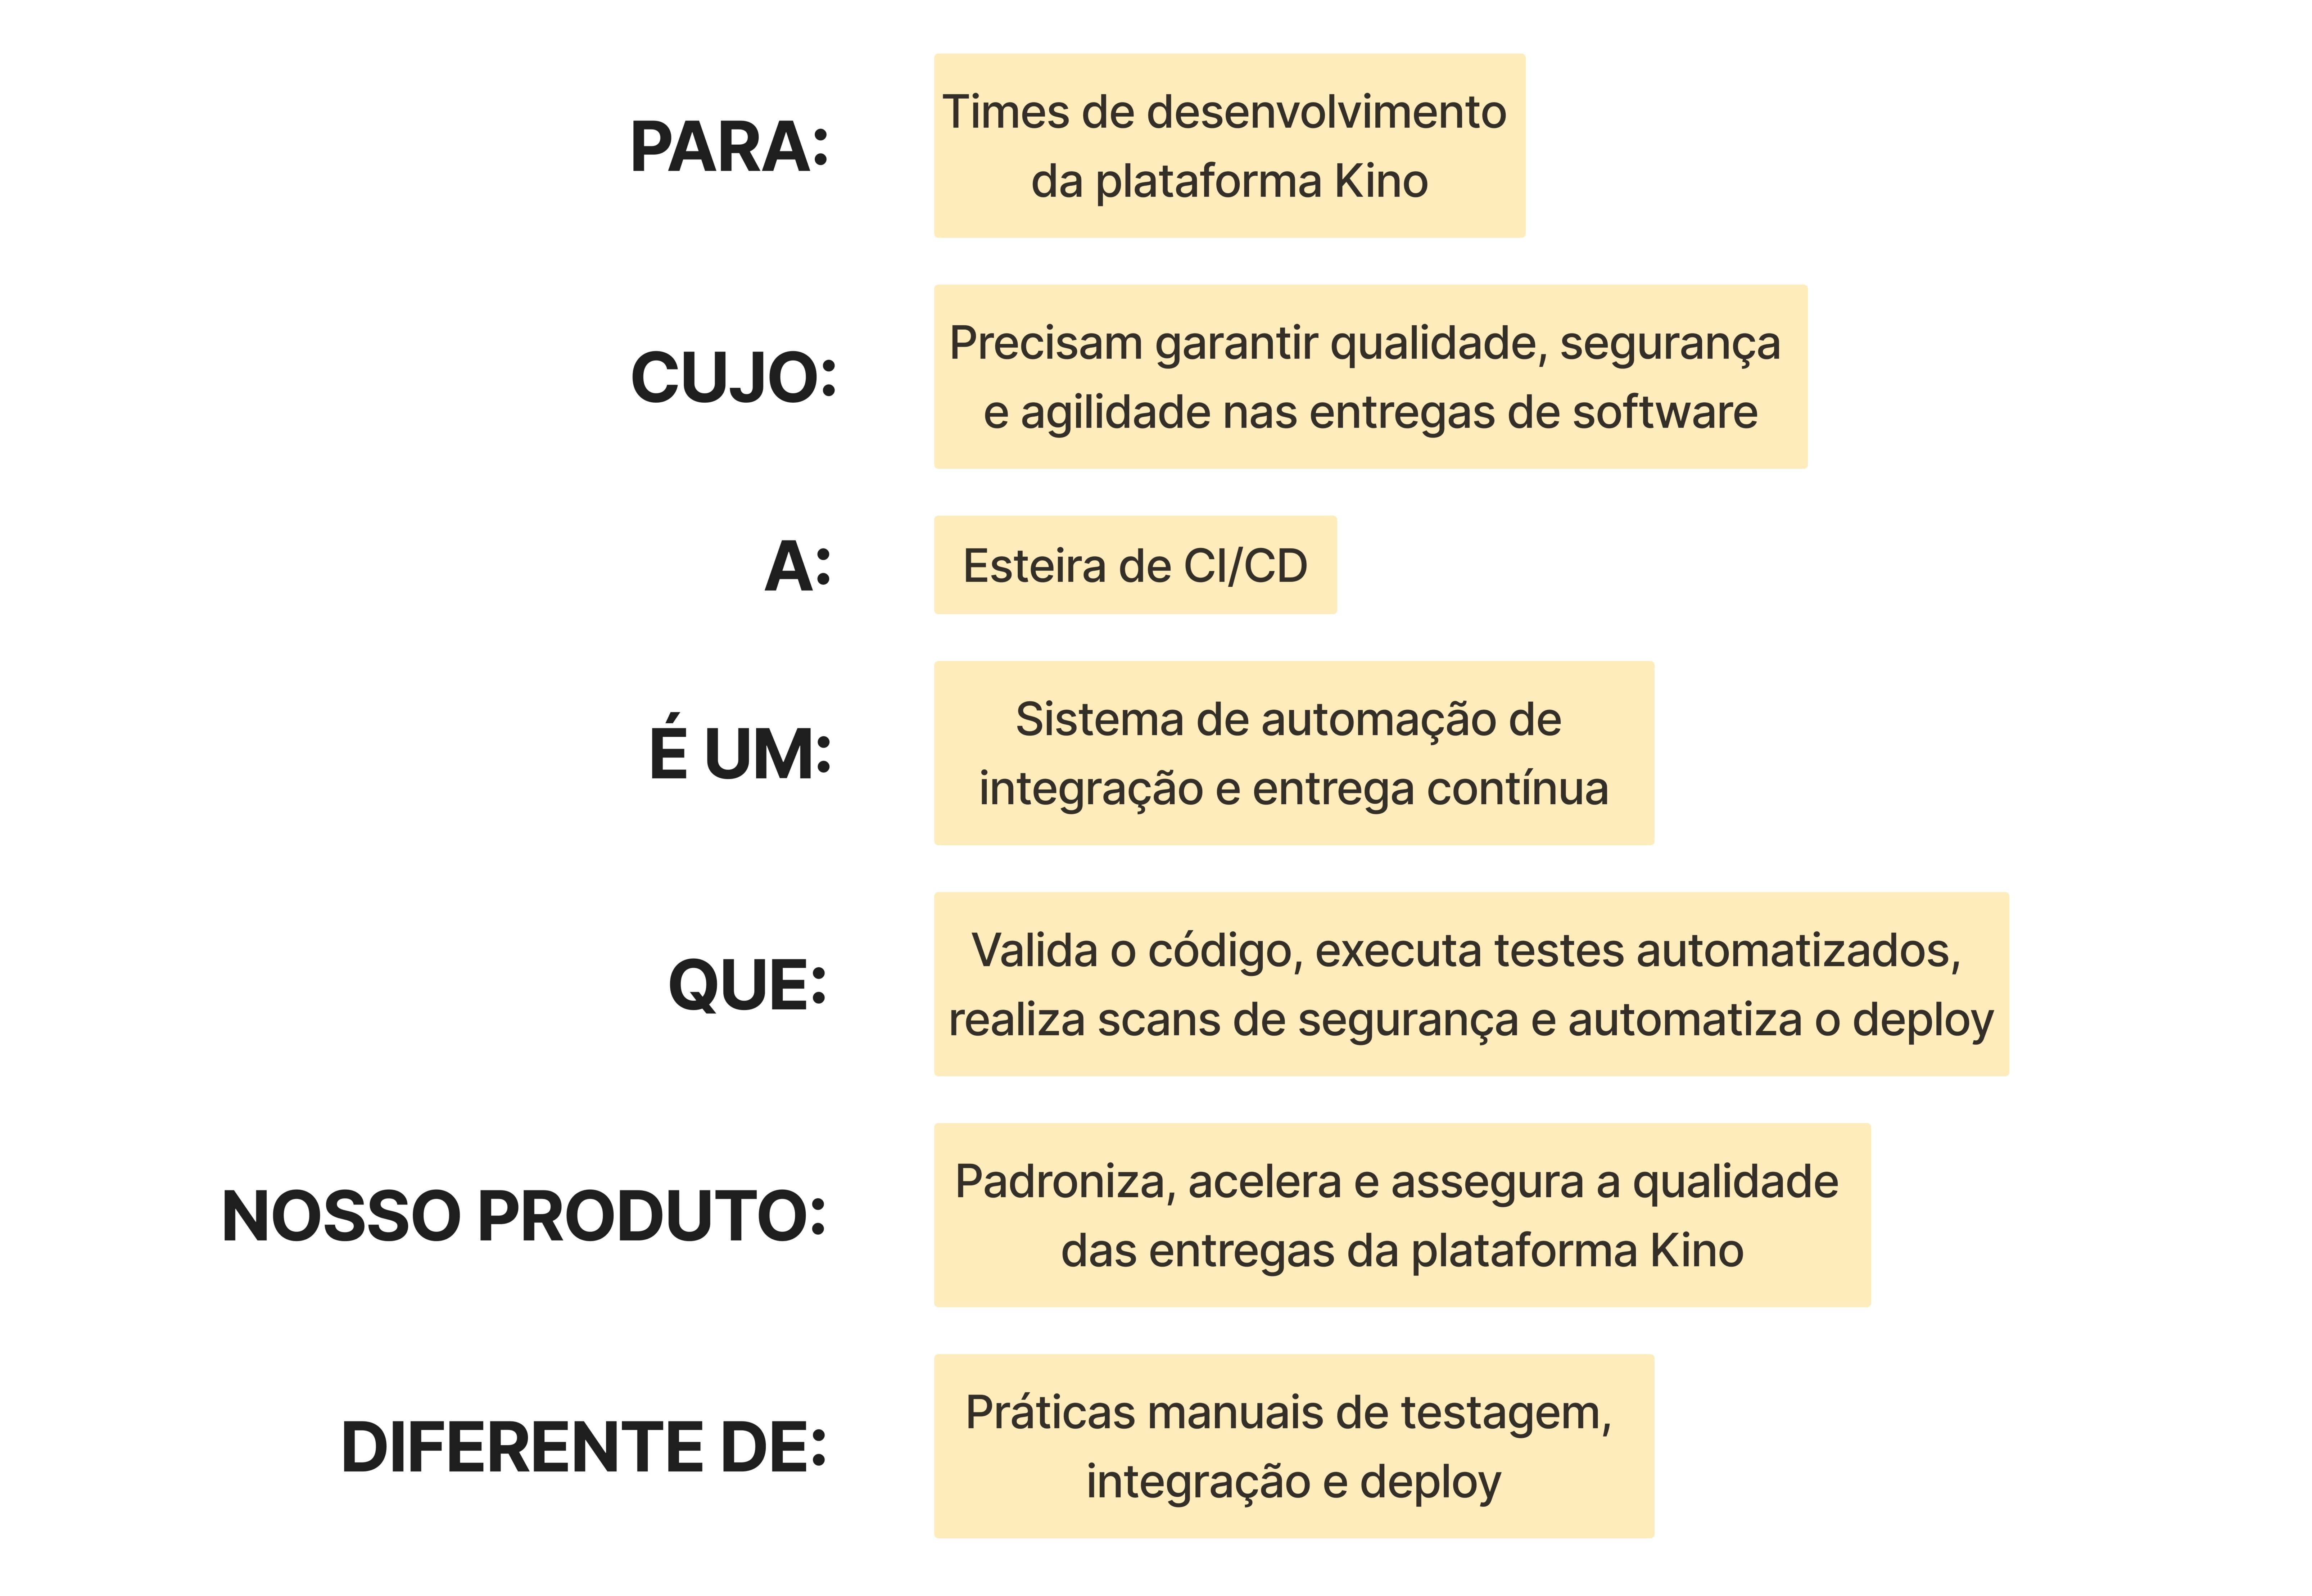 PARA:
Times de desenvolvimento
da plataforma Kino
CUJO:
Precisam garantir qualidade, segurança
e agilidade nas entregas de software
A:
Esteira de CI/CD
É UM:
Sistema de automação de
integração e entrega contínua
QUE:
Valida o código, executa testes automatizados,
realiza scans de segurança e automatiza o deploy
NOSSO PRODUTO:
Padroniza, acelera e assegura a qualidade
das entregas da plataforma Kino
DIFERENTE DE:
Práticas manuais de testagem,
integração e deploy